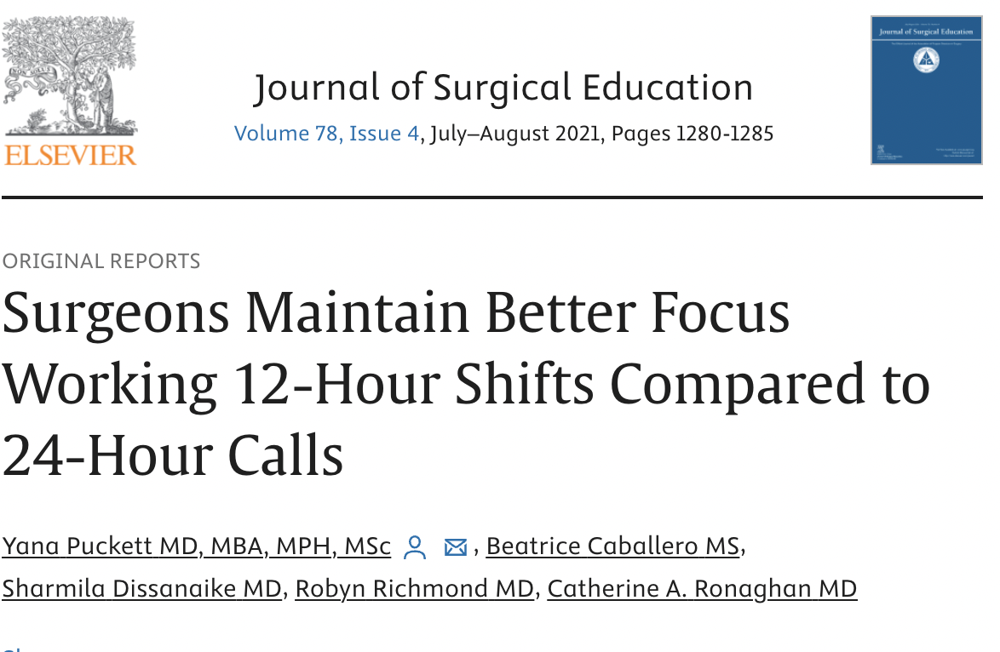 Journal of Surgical Education
Volume 78, Issue 4, July–August 2021, Pages 1280-1285
NON SOLUS
ELSEVIER
Journal of Surgical Education
ORIGINAL REPORTS
Surgeons Maintain Better Focus
Working 12-Hour Shifts Compared to
24-Hour Calls
Yana Puckett MD, MBA, MPH, MSc , Beatrice Caballero MS,
Sharmila Dissanaike MD, Robyn Richmond MD, Catherine A. Ronaghan MD